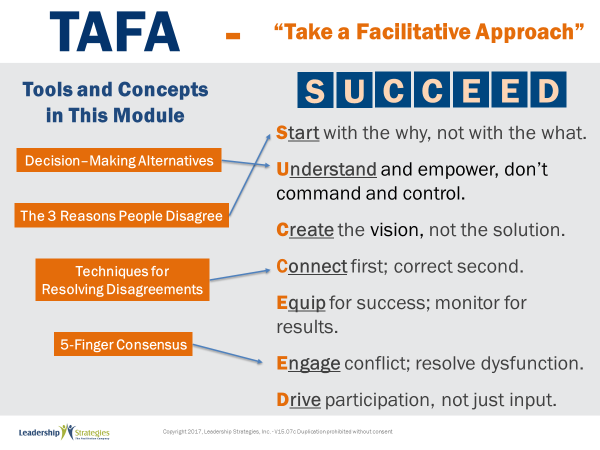 TAFA - “Take a Facilitative Approach”
Tools and Concepts
in This Module
Decision–Making Alternatives
The 3 Reasons People Disagree
Techniques for
Resolving Disagreements
5-Finger Consensus
SUCCEED
Start with the why, not with the what.
Understand and empower, don’t
command and control.
Create the vision, not the solution.
Connect first; correct second.
Equip for success; monitor for
results.
Engage conflict; resolve dysfunction.
Drive participation, not just input.
Leadership Strategies
The Facilitation Company
Copyright 2017, Leadership Strategies, Inc. - v15.07c Duplication prohibited without consent